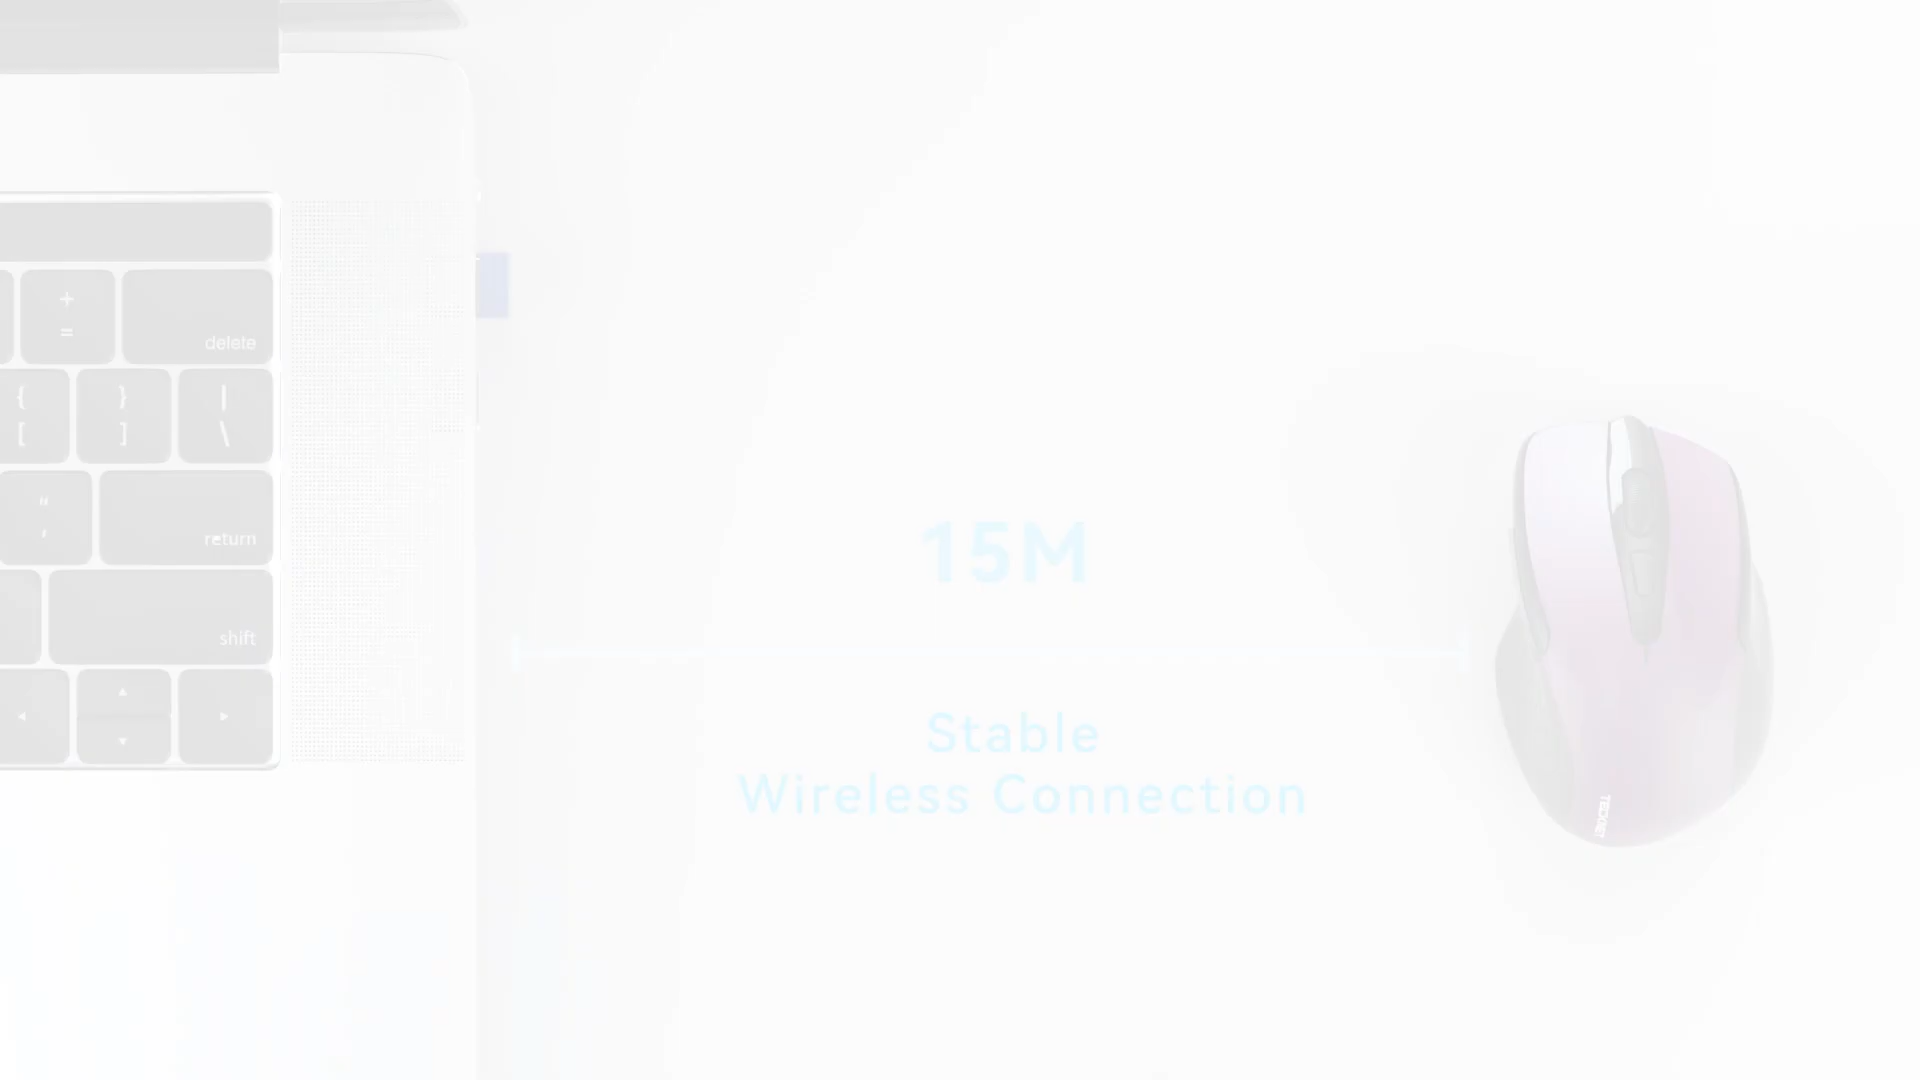 +
=
delete
{
[
}
]
|
\
"
'
return
shift
15M
Stable
Wireless Connection
TECKNET